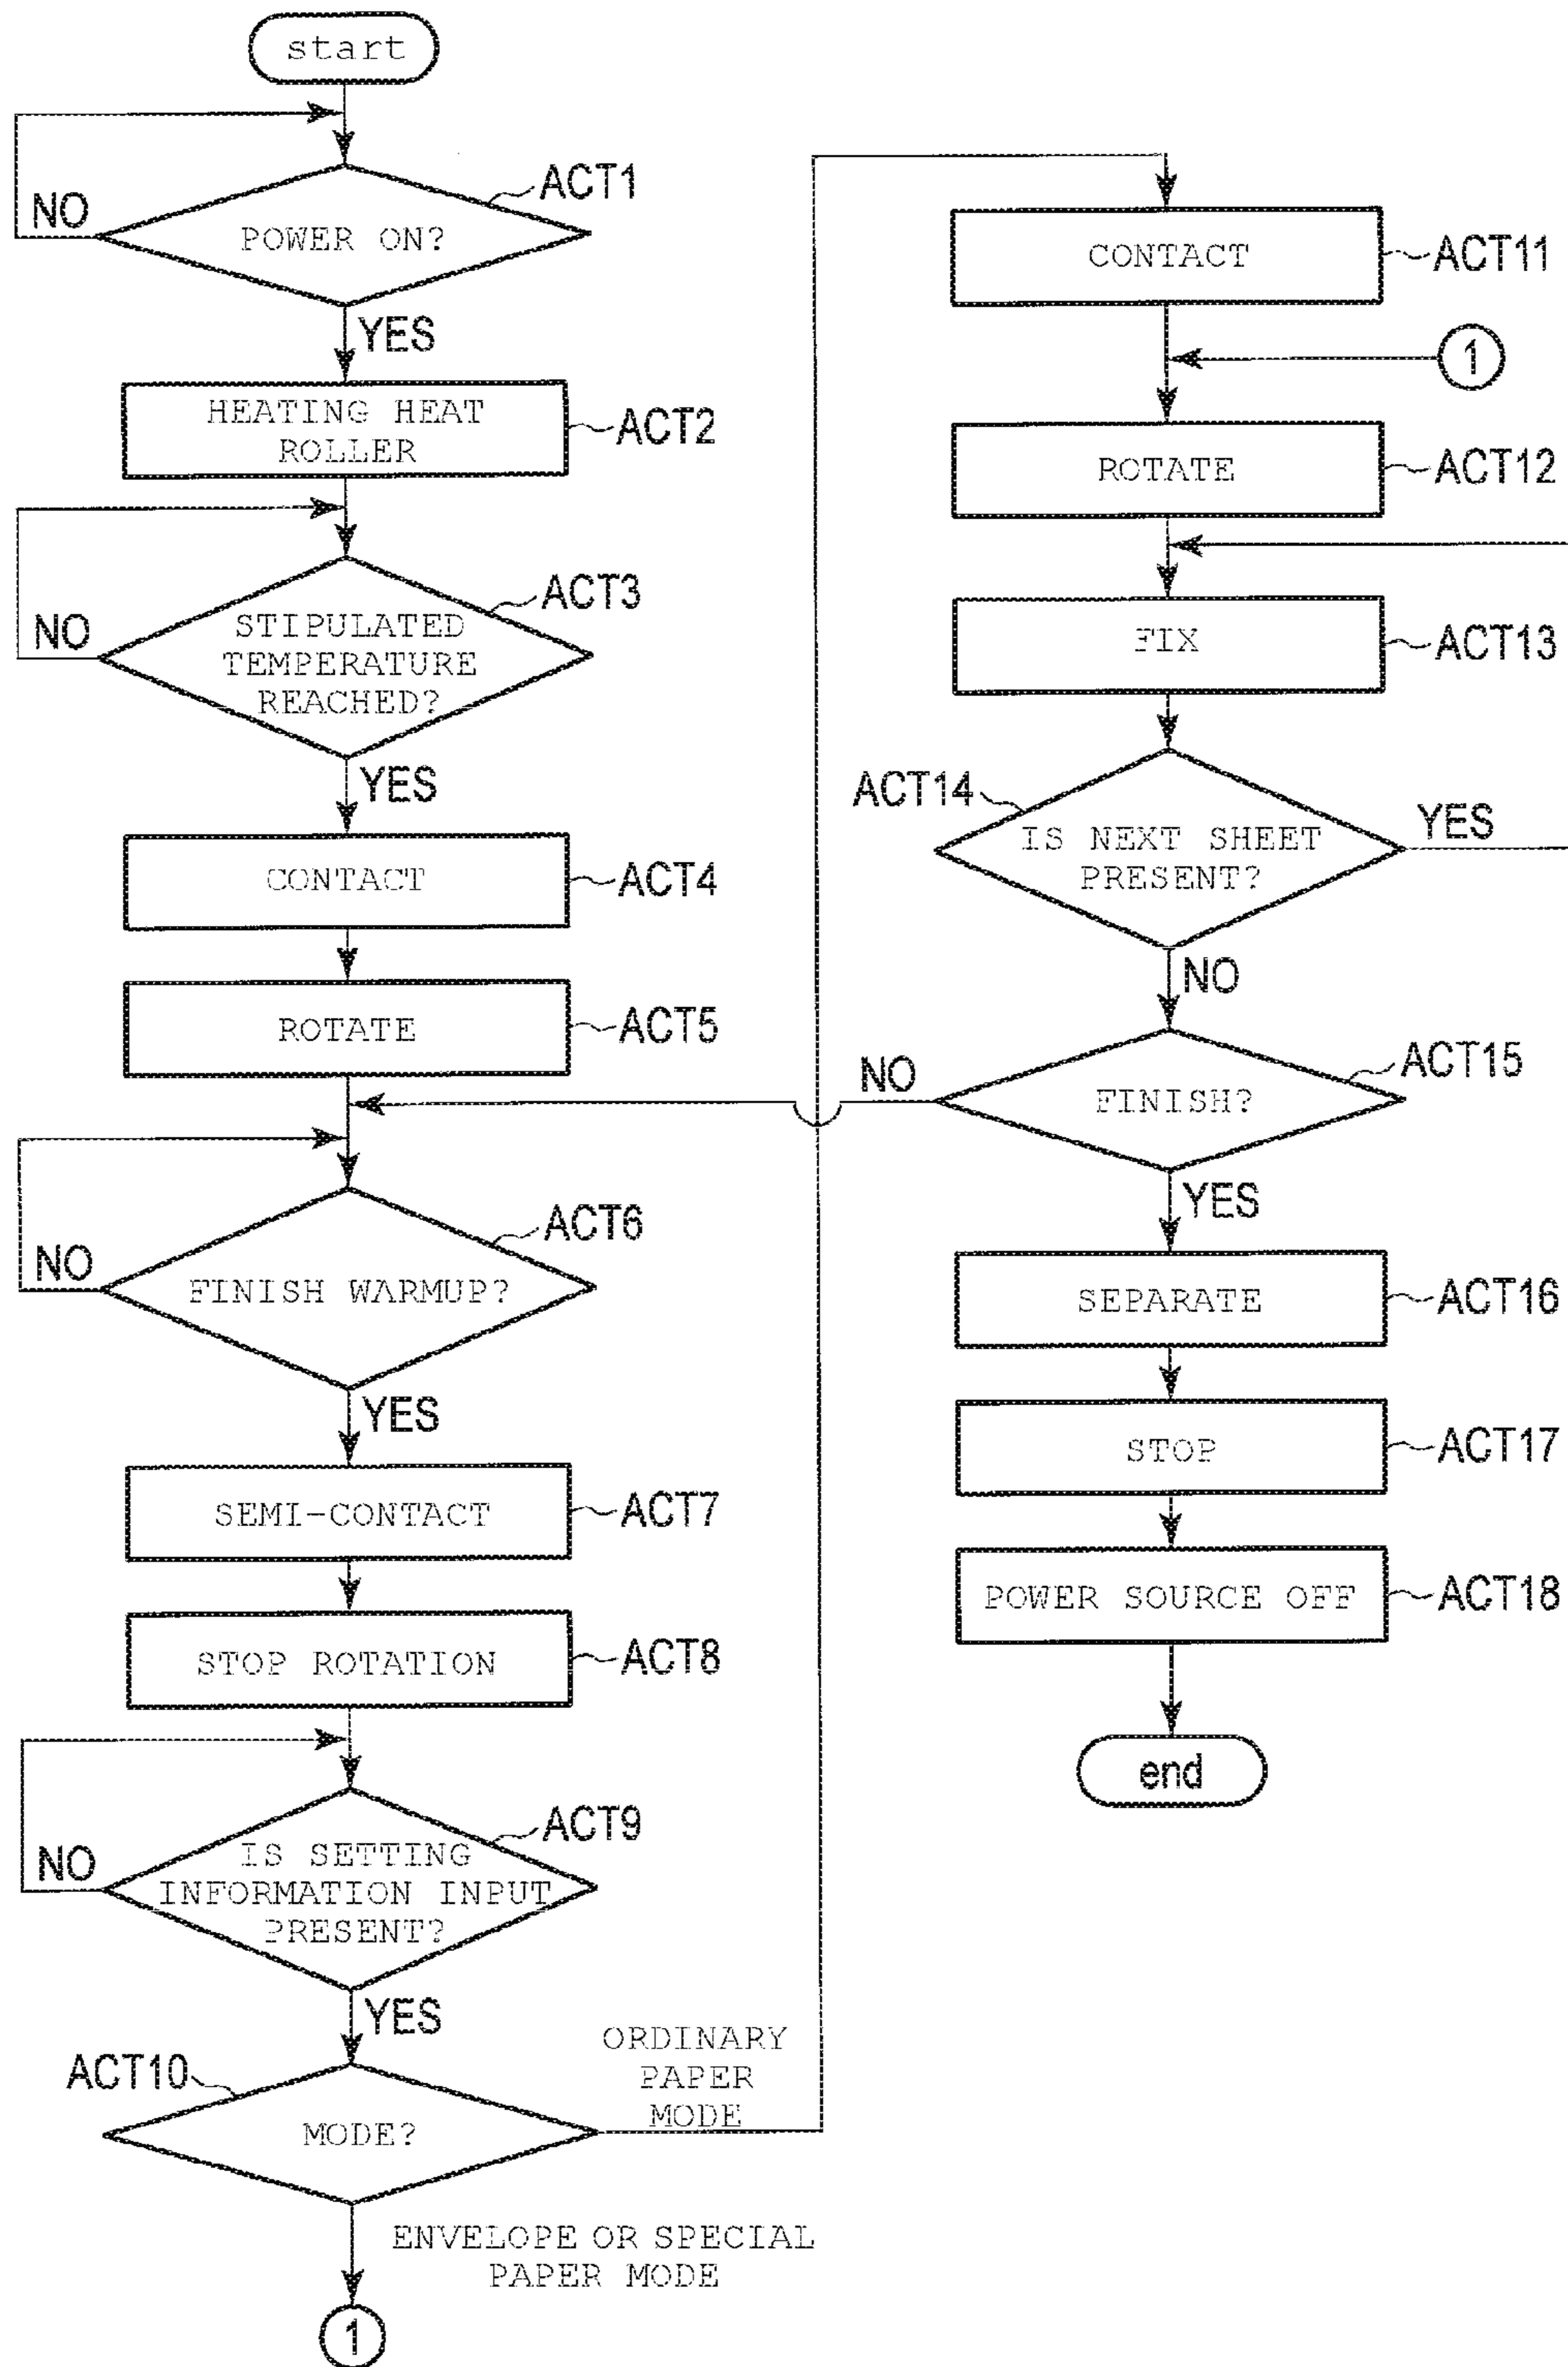 start
ACT1
NO
POWER ON?
YES
HEATING HEAT
ROLLER
ACT2
ACT3
NO
STIPULATED
TEMPERATURE
REACHED?
YES
CONTACT
ACT4
ROTATE
ACT5
ACT6
NO
FINISH WARMUP?
YES
SEMI-CONTACT
ACT7
STOP ROTATION
ACT8
ACT9
NO
IS SETTING
INFORMATION INPUT
PRESENT?
YES
ACT10
MODE?
ORDINARY
PAPER
MODE
ENVELOPE OR SPECIAL
PAPER MODE
1
CONTACT
ACT11
1
ROTATE
ACT12
FIX
ACT13
ACT14
IS NEXT SHEET
PRESENT?
YES
NO
ACT15
NO
FINISH?
YES
SEPARATE
ACT16
STOP
ACT17
POWER SOURCE OFF
ACT18
end